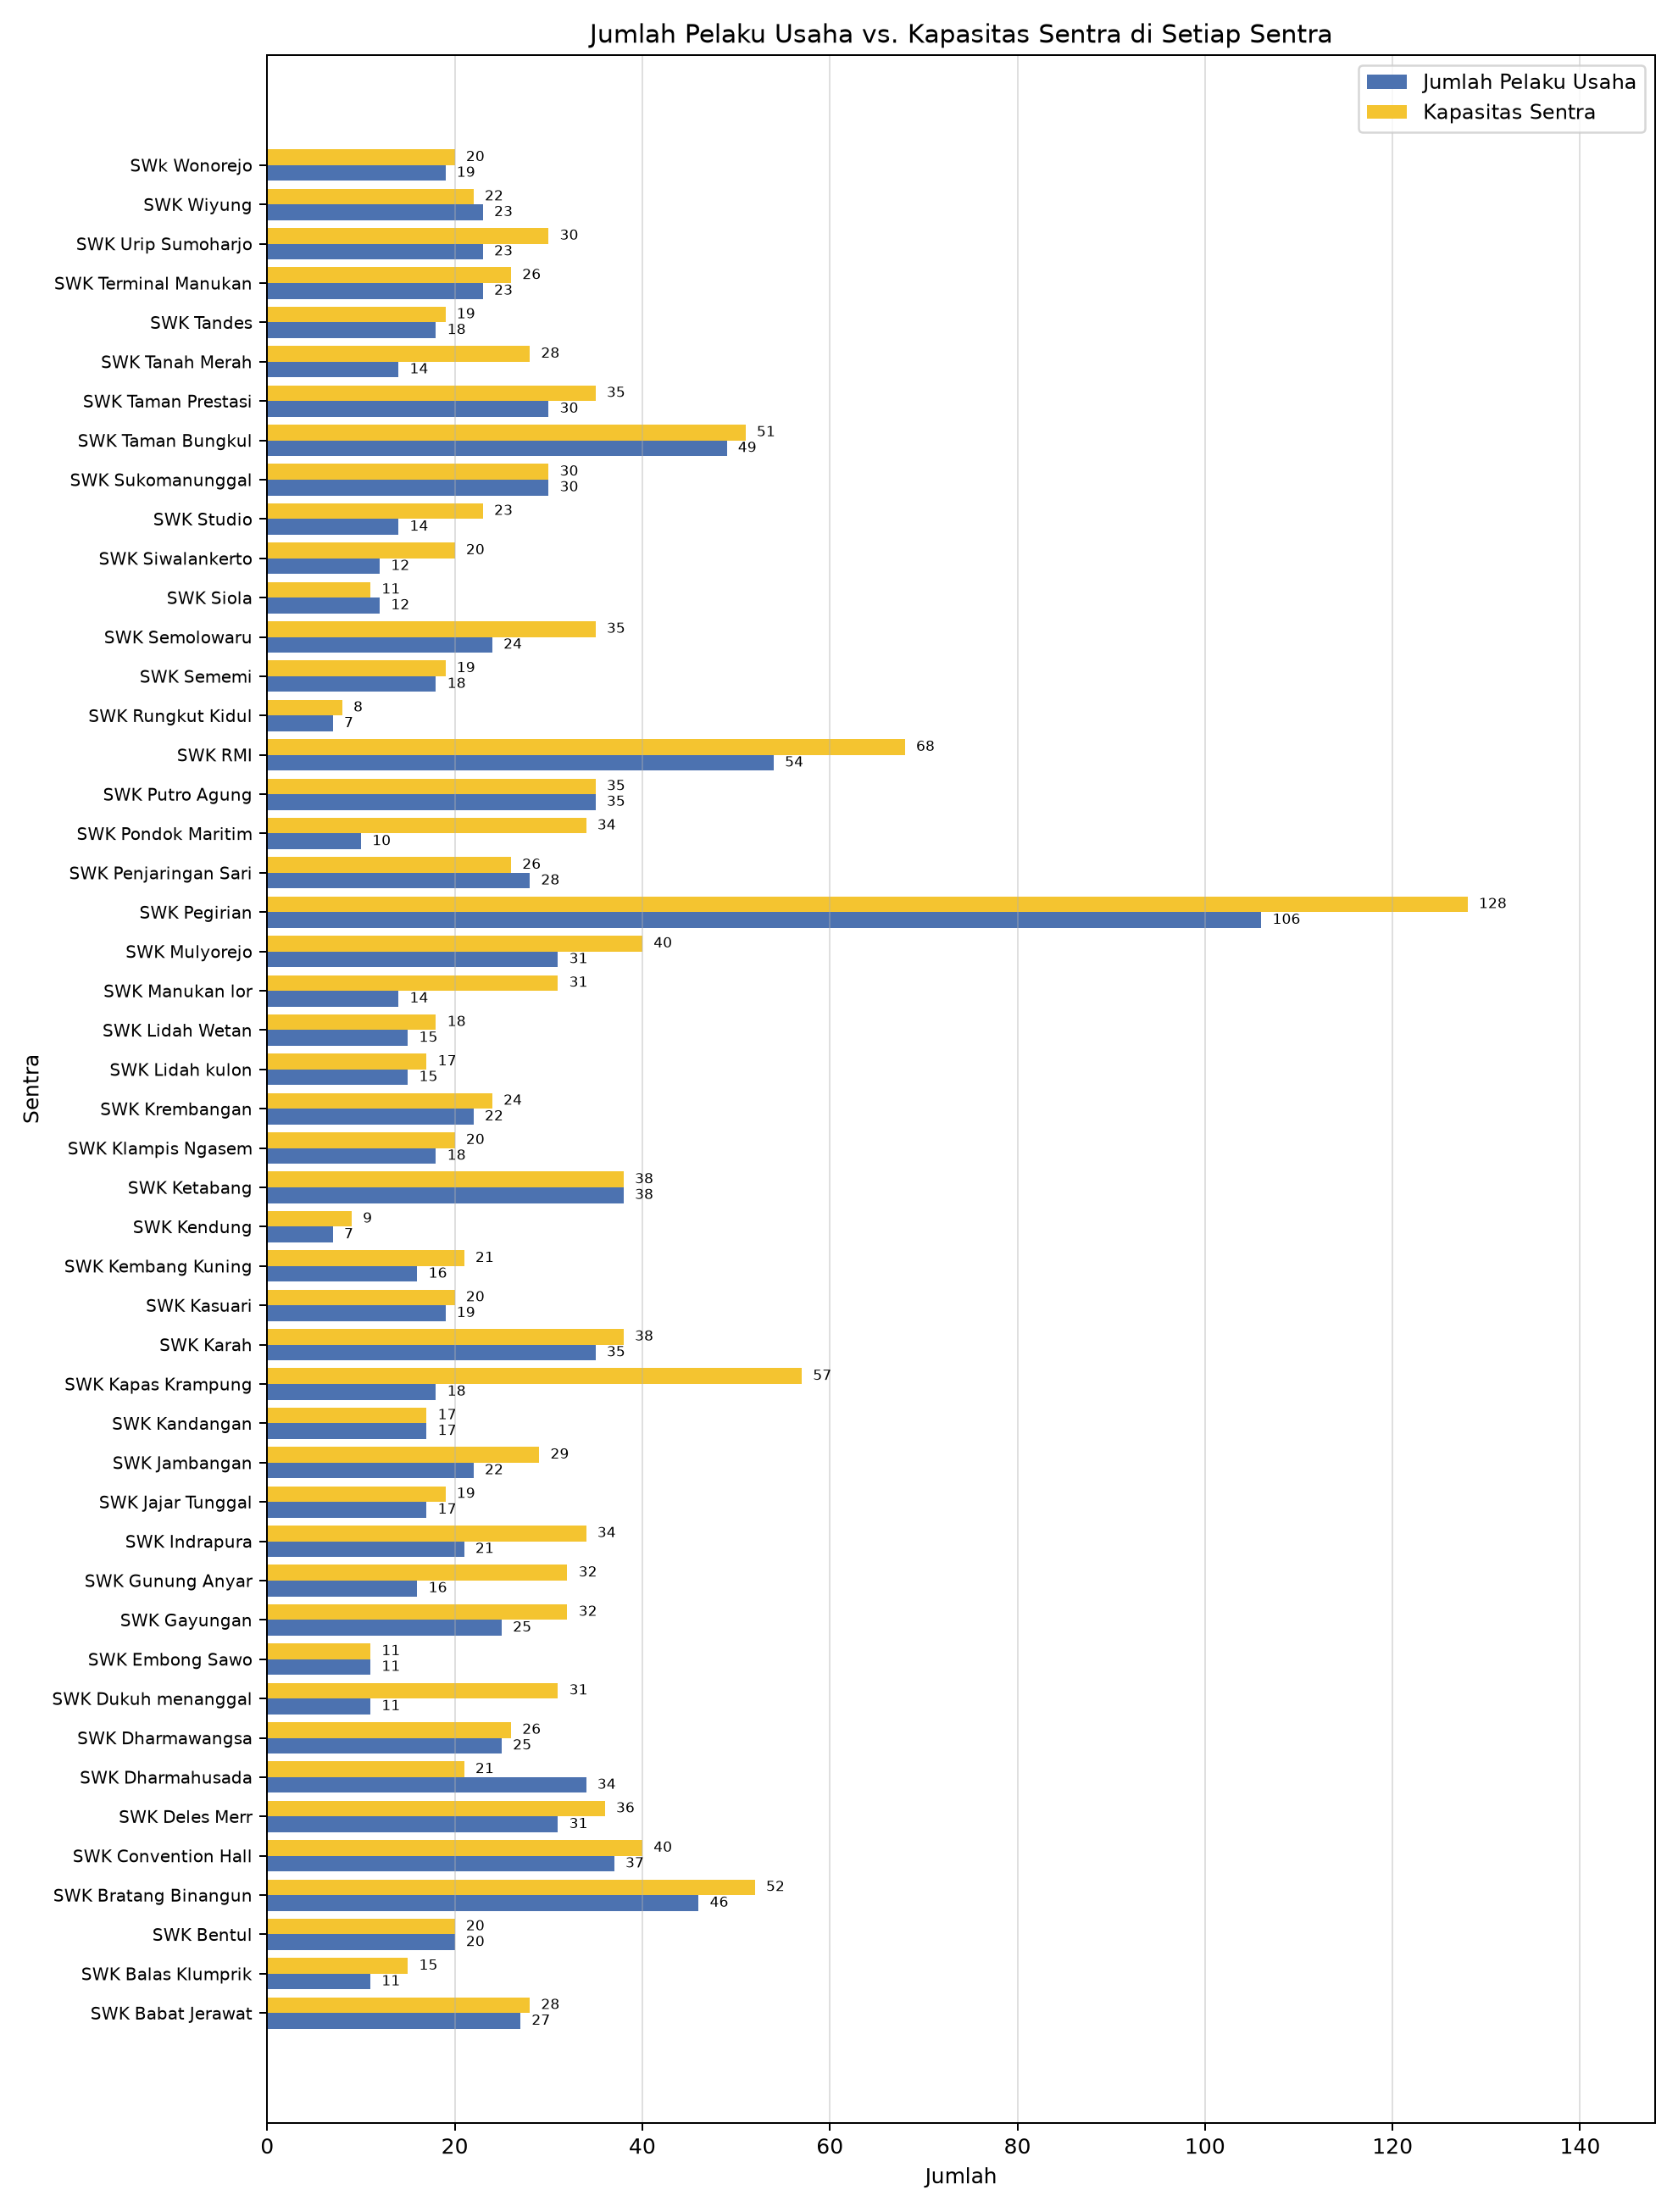 Jumlah Pelaku Usaha vs. Kapasitas Sentra di Setiap Sentra
Jumlah Pelaku Usaha
Kapasitas Sentra
SWk Wonorejo 20 19
SWK Wiyung 22 23
SWK Urip Sumoharjo 30 23
SWK Terminal Manukan 26 23
SWK Tandes 19 18
SWK Tanah Merah 28 14
SWK Taman Prestasi 35 30
SWK Taman Bungkul 51 49
SWK Sukomanunggal 30 30
SWK Studio 23 14
SWK Siwalankerto 20 12
SWK Siola 11 12
SWK Semolowaru 35 24
SWK Sememi 19 18
SWK Rungkut Kidul 8 7
SWK RMI 68 54
SWK Putro Agung 35 35
SWK Pondok Maritim 34 10
SWK Penjaringan Sari 26 28
SWK Pegirian 128 106
SWK Mulyorejo 40 31
SWK Manukan lor 31 14
SWK Lidah Wetan 18 15
SWK Lidah kulon 17 15
SWK Krembangan 24 22
SWK Klampis Ngasem 20 18
SWK Ketabang 38 38
SWK Kendung 9 7
SWK Kembang Kuning 21 16
SWK Kasuari 20 19
SWK Karah 38 35
SWK Kapas Krampung 57 18
SWK Kandangan 17 17
SWK Jambangan 29 22
SWK Jajar Tunggal 19 17
SWK Indrapura 34 21
SWK Gunung Anyar 32 16
SWK Gayungan 32 25
SWK Embong Sawo 11 11
SWK Dukuh menanggal 31 11
SWK Dharmawangsa 26 25
SWK Dharmahusada 21 34
SWK Deles Merr 36 31
SWK Convention Hall 40 37
SWK Bratang Binangun 52 46
SWK Bentul 20 20
SWK Balas Klumprik 15 11
SWK Babat Jerawat 28 27
Sentra
0 20 40 60 80 100 120 140
Jumlah